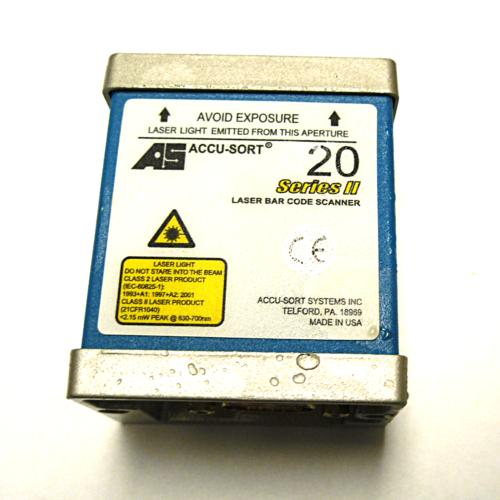 AVOID EXPOSURE
LASER LIGHT EMITTED FROM THIS APERTURE
AS ACCU-SORT® 20
Series II
LASER BAR CODE SCANNER
CE
LASER LIGHT
DO NOT STARE INTO THE BEAM
CLASS 2 LASER PRODUCT
(IEC-60825-1):
1993+A1: 1997+A2: 2001
CLASS II LASER PRODUCT
(21CFR1040)
<2.15 mW PEAK @ 630-700nm
ACCU-SORT SYSTEMS INC
TELFORD, PA. 18969
MADE IN USA